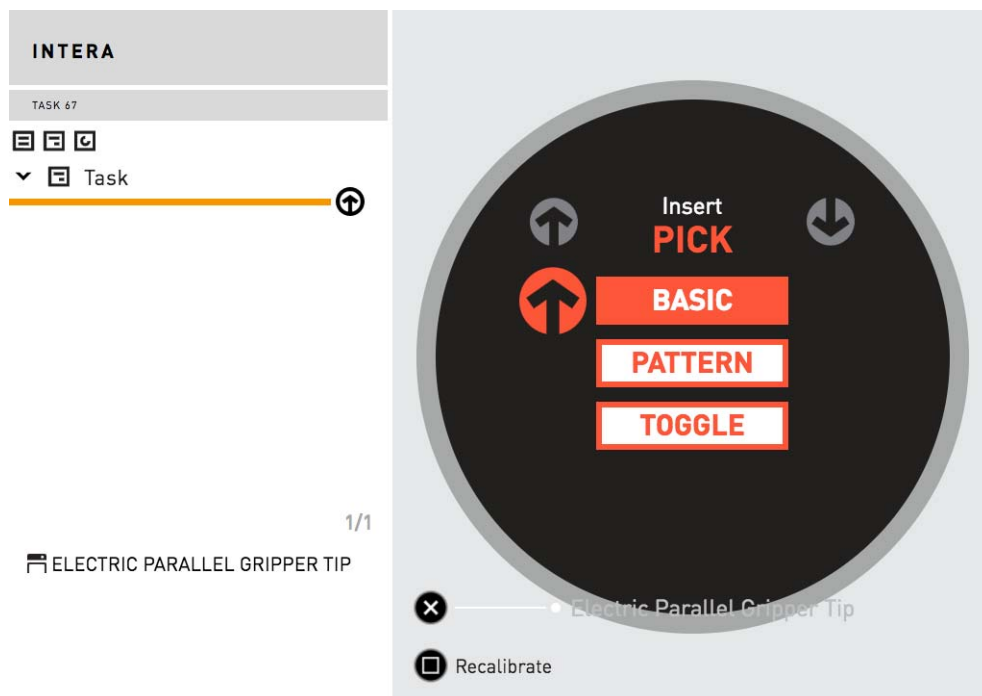 INTERA
TASK 67
Task
1/1
ELECTRIC PARALLEL GRIPPER TIP
Insert
PICK
BASIC
PATTERN
TOGGLE
Electric Parallel Gripper Tip
Recalibrate